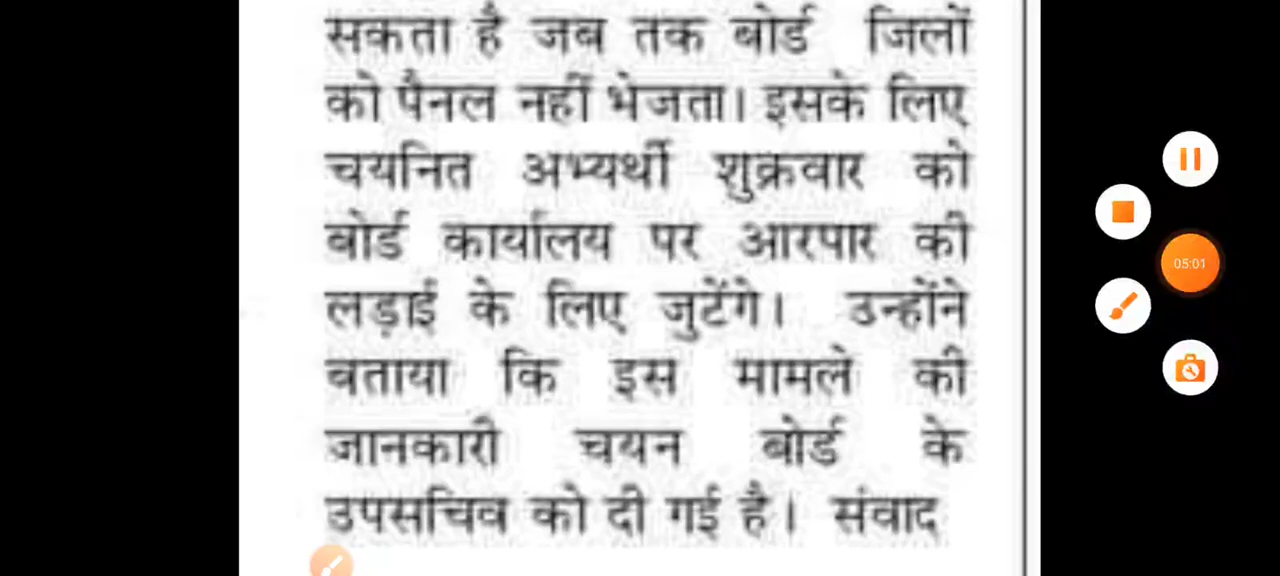 सकता है जब तक बोर्ड जिलों
को पैनल नहीं भेजता। इसके लिए
चयनित अभ्यर्थी शुक्रवार को
बोर्ड कार्यालय पर आरपार की
लड़ाई के लिए जुटेंगे। उन्होंने
बताया कि इस मामले की
जानकारी चयन बोर्ड के
उपसचिव को दी गई है। संवाद
05:01